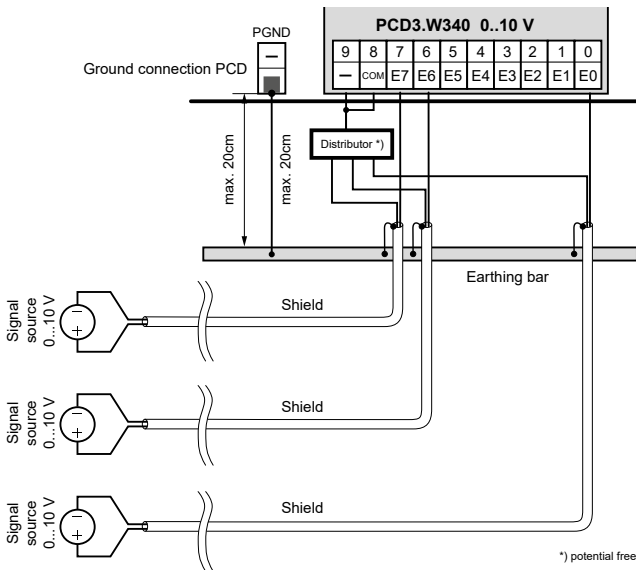 PCD3.W340 0..10 V
PGND
9 8 7 6 5 4 3 2 1 0
– COM E7 E6 E5 E4 E3 E2 E1 E0
–
Ground connection PCD
max. 20cm
max. 20cm
Distributor *)
Earthing bar
Signal
source
0...10 V
–
+
Shield
Signal
source
0...10 V
–
+
Shield
Signal
source
0...10 V
–
+
Shield
*) potential free